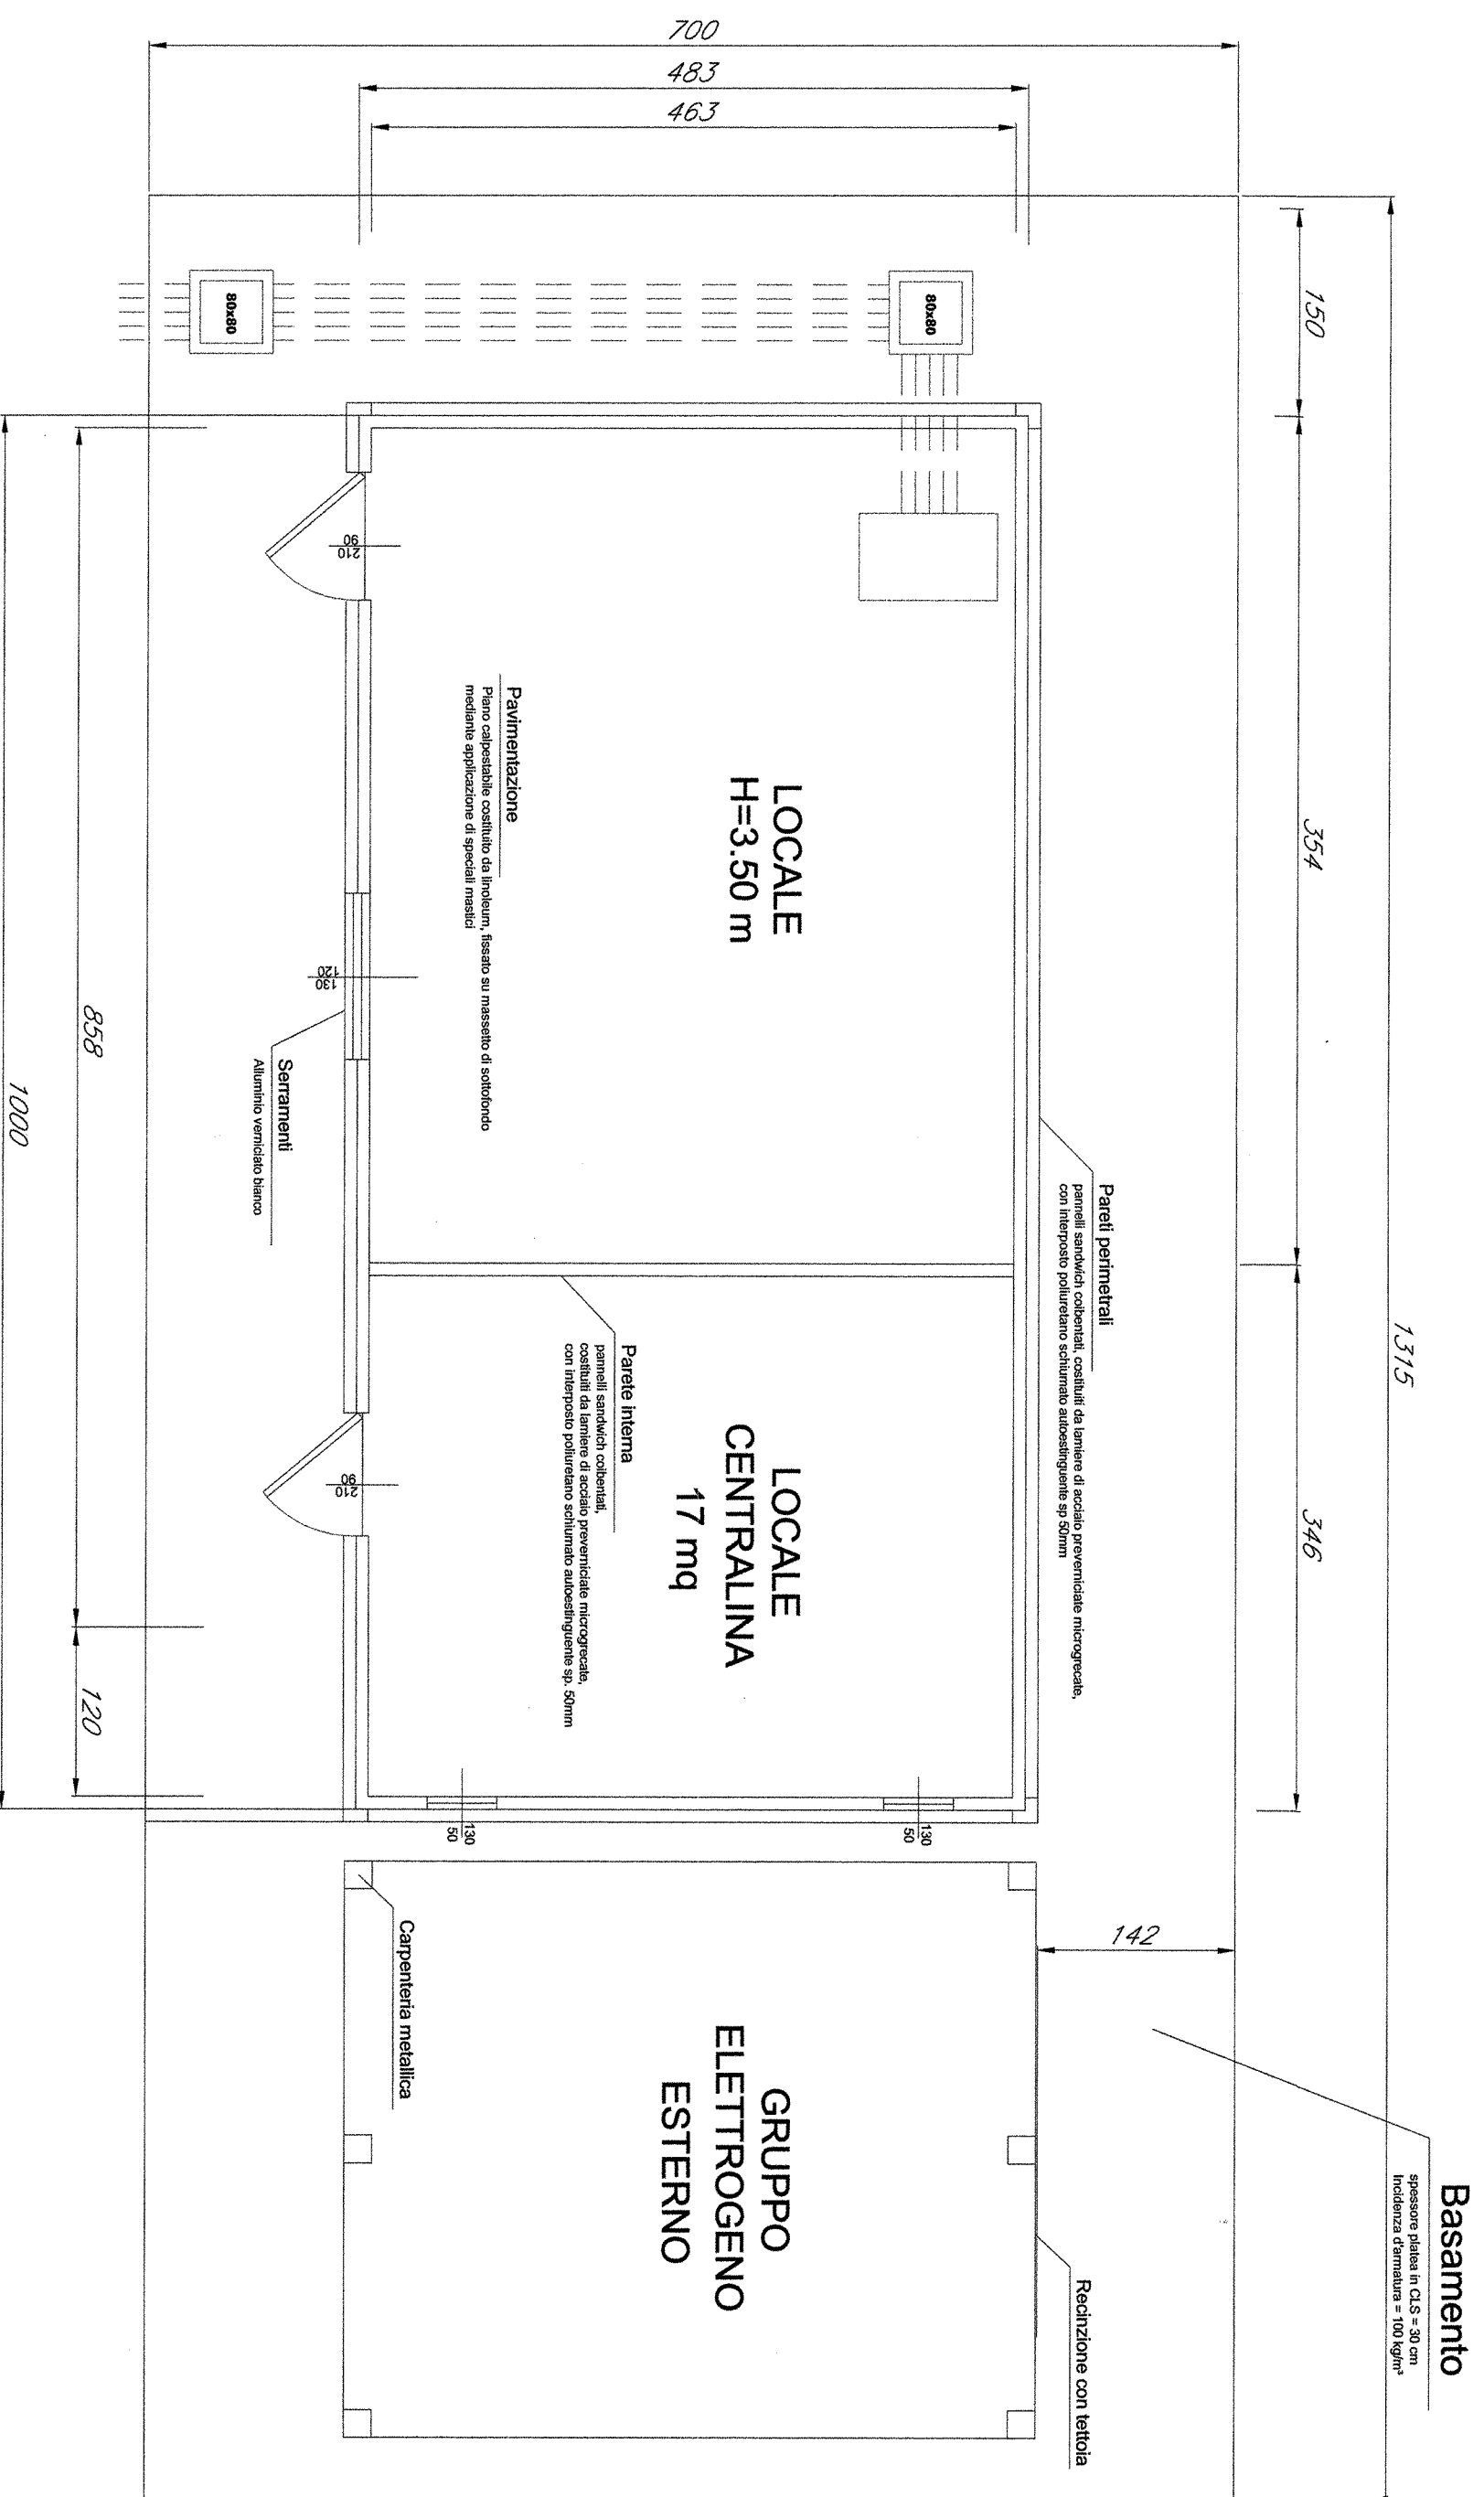 Basamento
spessore platea in CLS = 30 cm
Incidenza d'armatura = 100 kg/m³
1315
150
354
346
700
483
463
142
Pareti perimetrali
pannelli sandwich coibentati, costituiti da lamiere di acciaio preverniciate microgrecate,
con interposto poliuretano schiumato autoestinguente sp 50mm
Recinzione con tettoia
80x80
80x80
LOCALE
H=3.50 m
LOCALE
CENTRALINA
17 mq
GRUPPO
ELETTROGENO
ESTERNO
Parete interna
pannelli sandwich coibentati,
costituiti da lamiere di acciaio preverniciate microgrecate,
con interposto poliuretano schiumato autoestinguente sp. 50mm
Pavimentazione
Piano calpestabile costituito da linoleum, fissato su massetto di sottofondo
mediante applicazione di speciali mastici
130
50
130
50
Carpenteria metallica
90
210
120
130
90
210
Serramenti
Alluminio verniciato bianco
858
120
1000